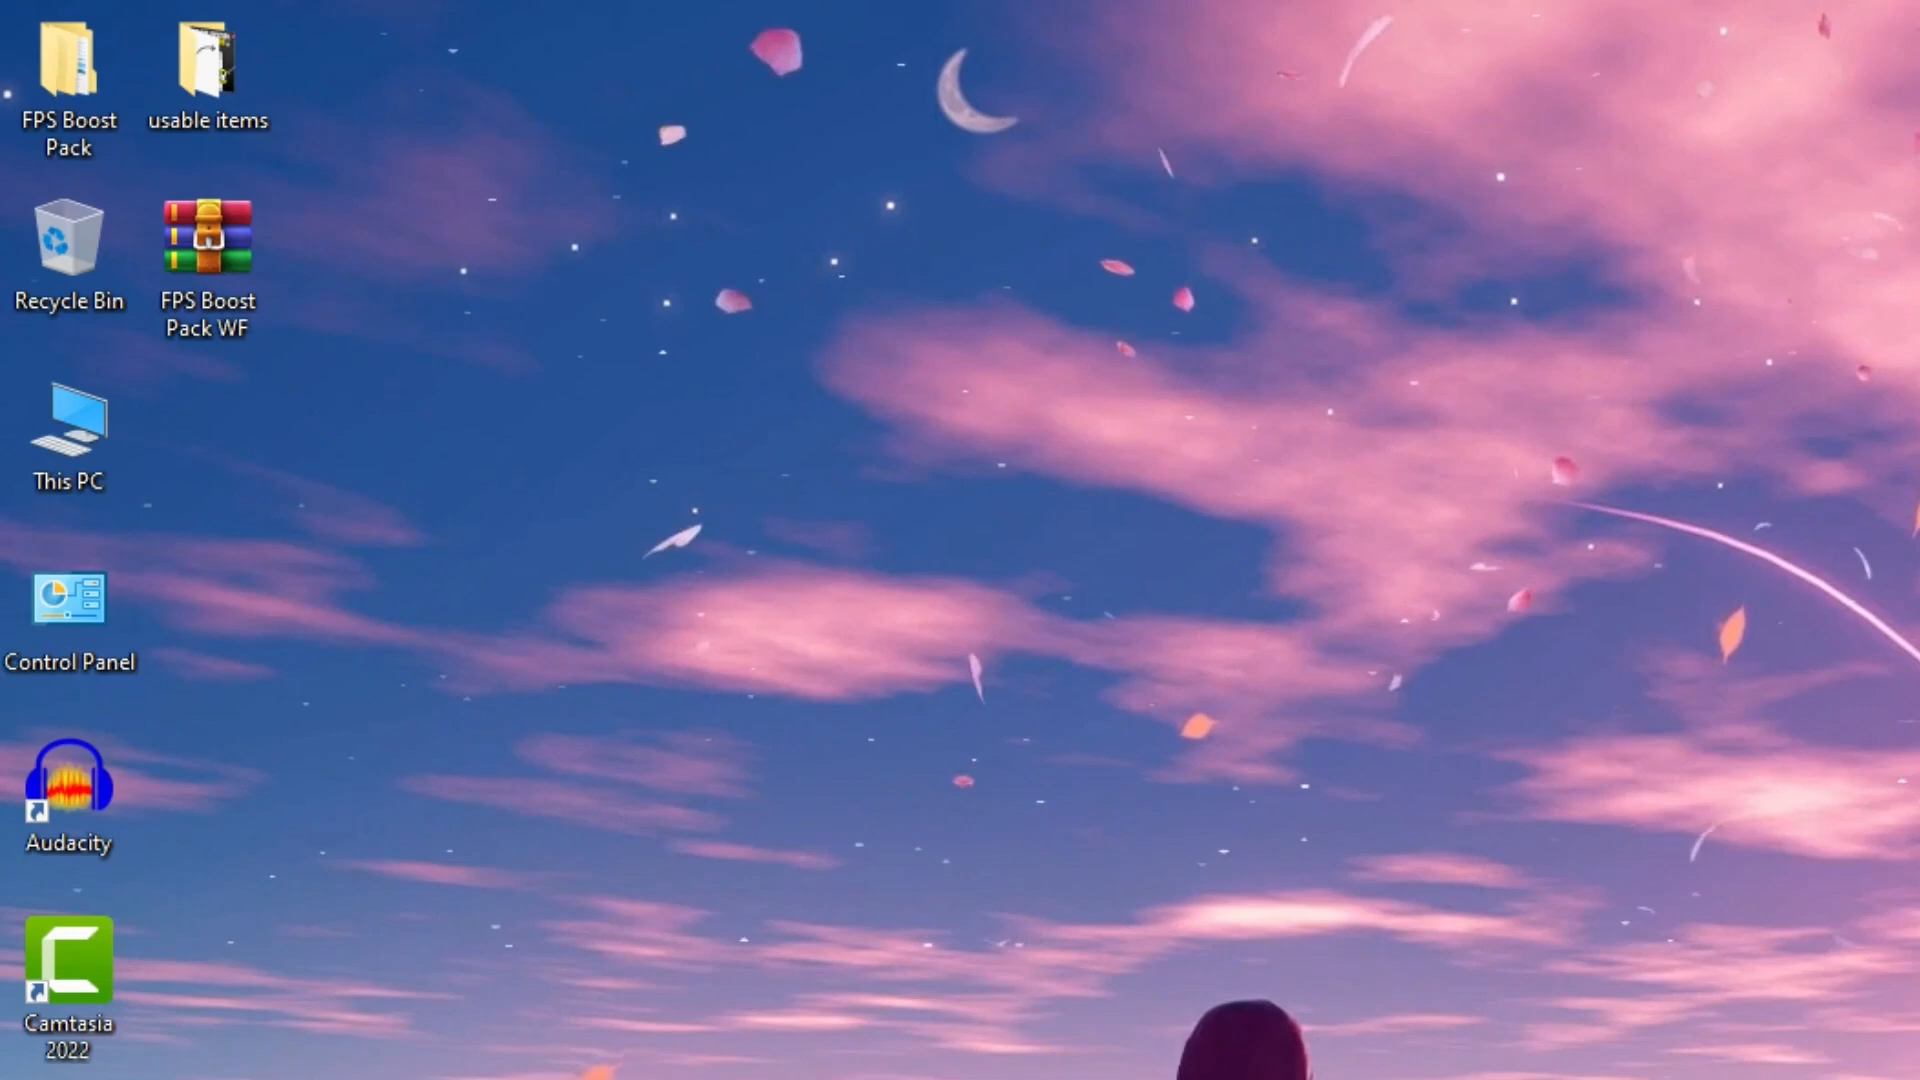 FPS Boost
Pack
usable items
Recycle Bin
FPS Boost
Pack WF
This PC
Control Panel
Audacity
Camtasia
2022